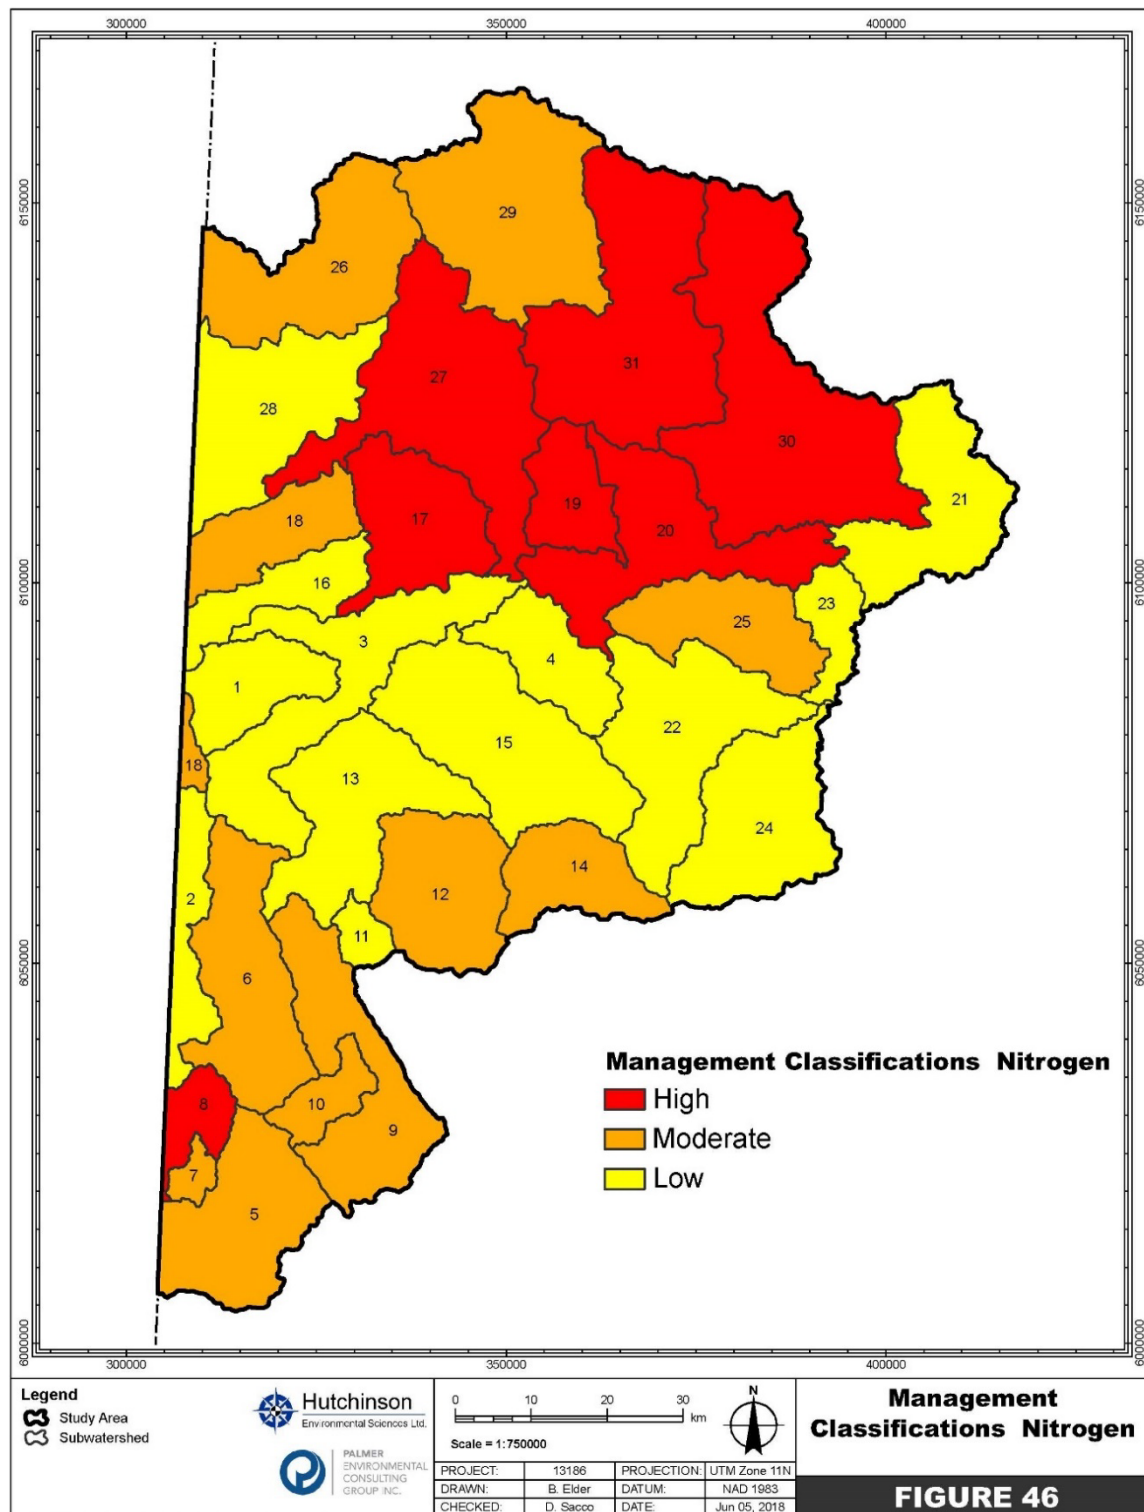 300000 350000 400000
6150000 6150000
29
26
31
27
28
30
21
19
18 17
20
6100000 6100000
16
23
25
3
4
1
22
15
18
13
24
14
12
2
11
6050000 6050000
6
Management Classifications Nitrogen
High
8
10
9
Moderate
7
Low
5
6000000 6000000
300000 350000 400000
Legend
Study Area
Subwatershed
Hutchinson
Environmental Sciences Ltd.
PALMER
ENVIRONMENTAL
CONSULTING
GROUP INC.
0 10 20 30
km
Scale = 1:750000
N
PROJECT: 13186 PROJECTION: UTM Zone 11N
DRAWN: B. Elder DATUM: NAD 1983
CHECKED: D. Sacco DATE: Jun 05, 2018
Management
Classifications Nitrogen
FIGURE 46